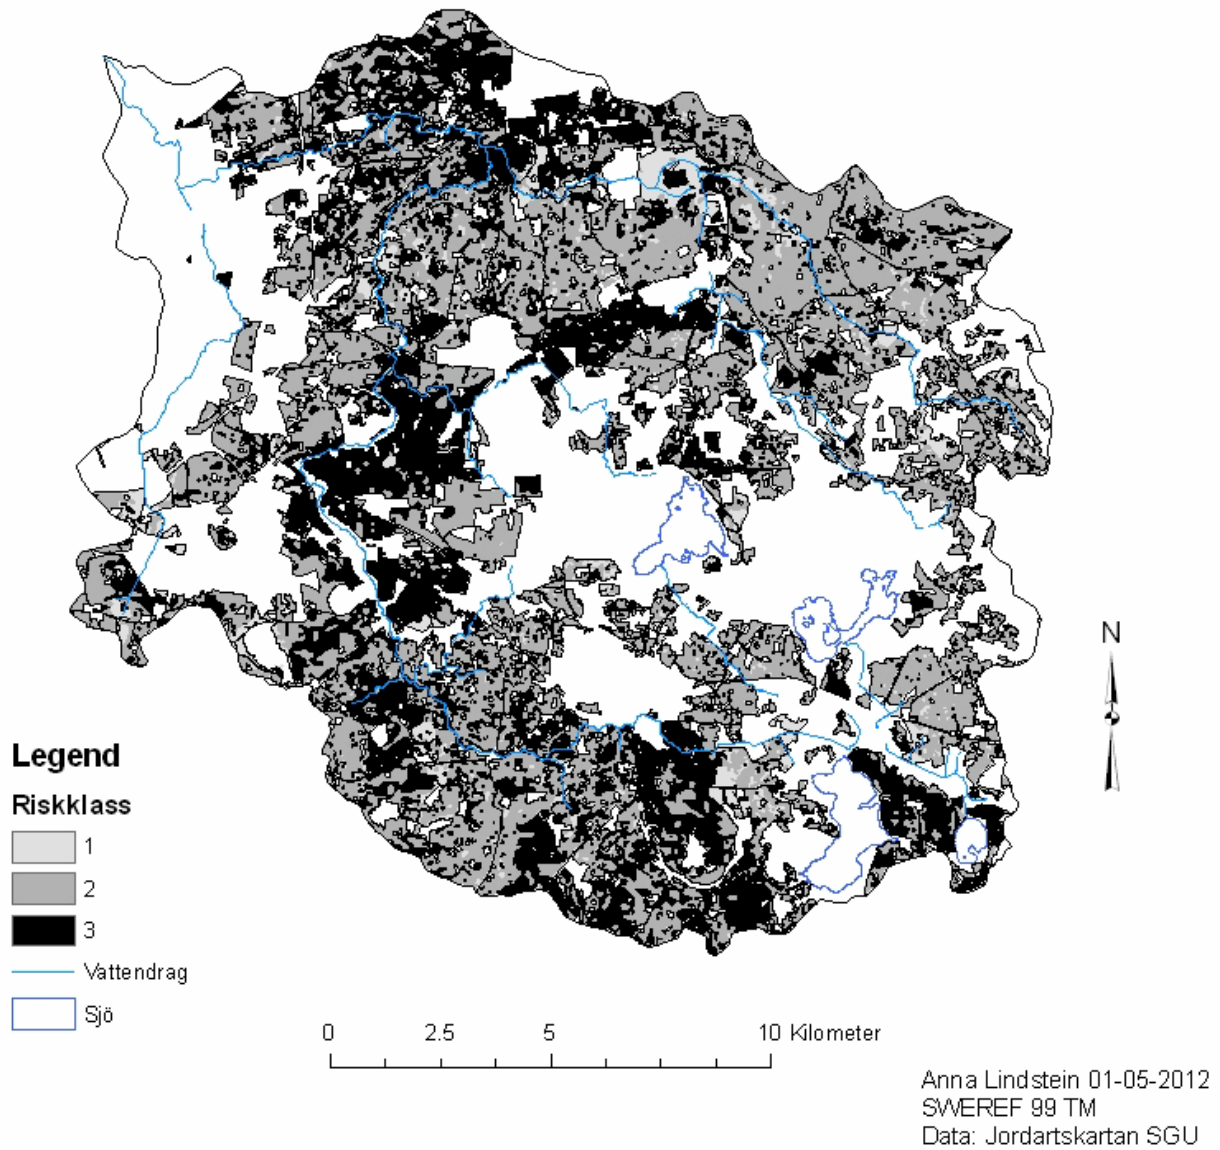 N
Legend
Riskklass
1
2
3
Vattendrag
Sjö
0 2.5 5 10 Kilometer
Anna Lindstein 01-05-2012
SWEREF 99 TM
Data: Jordartskartan SGU